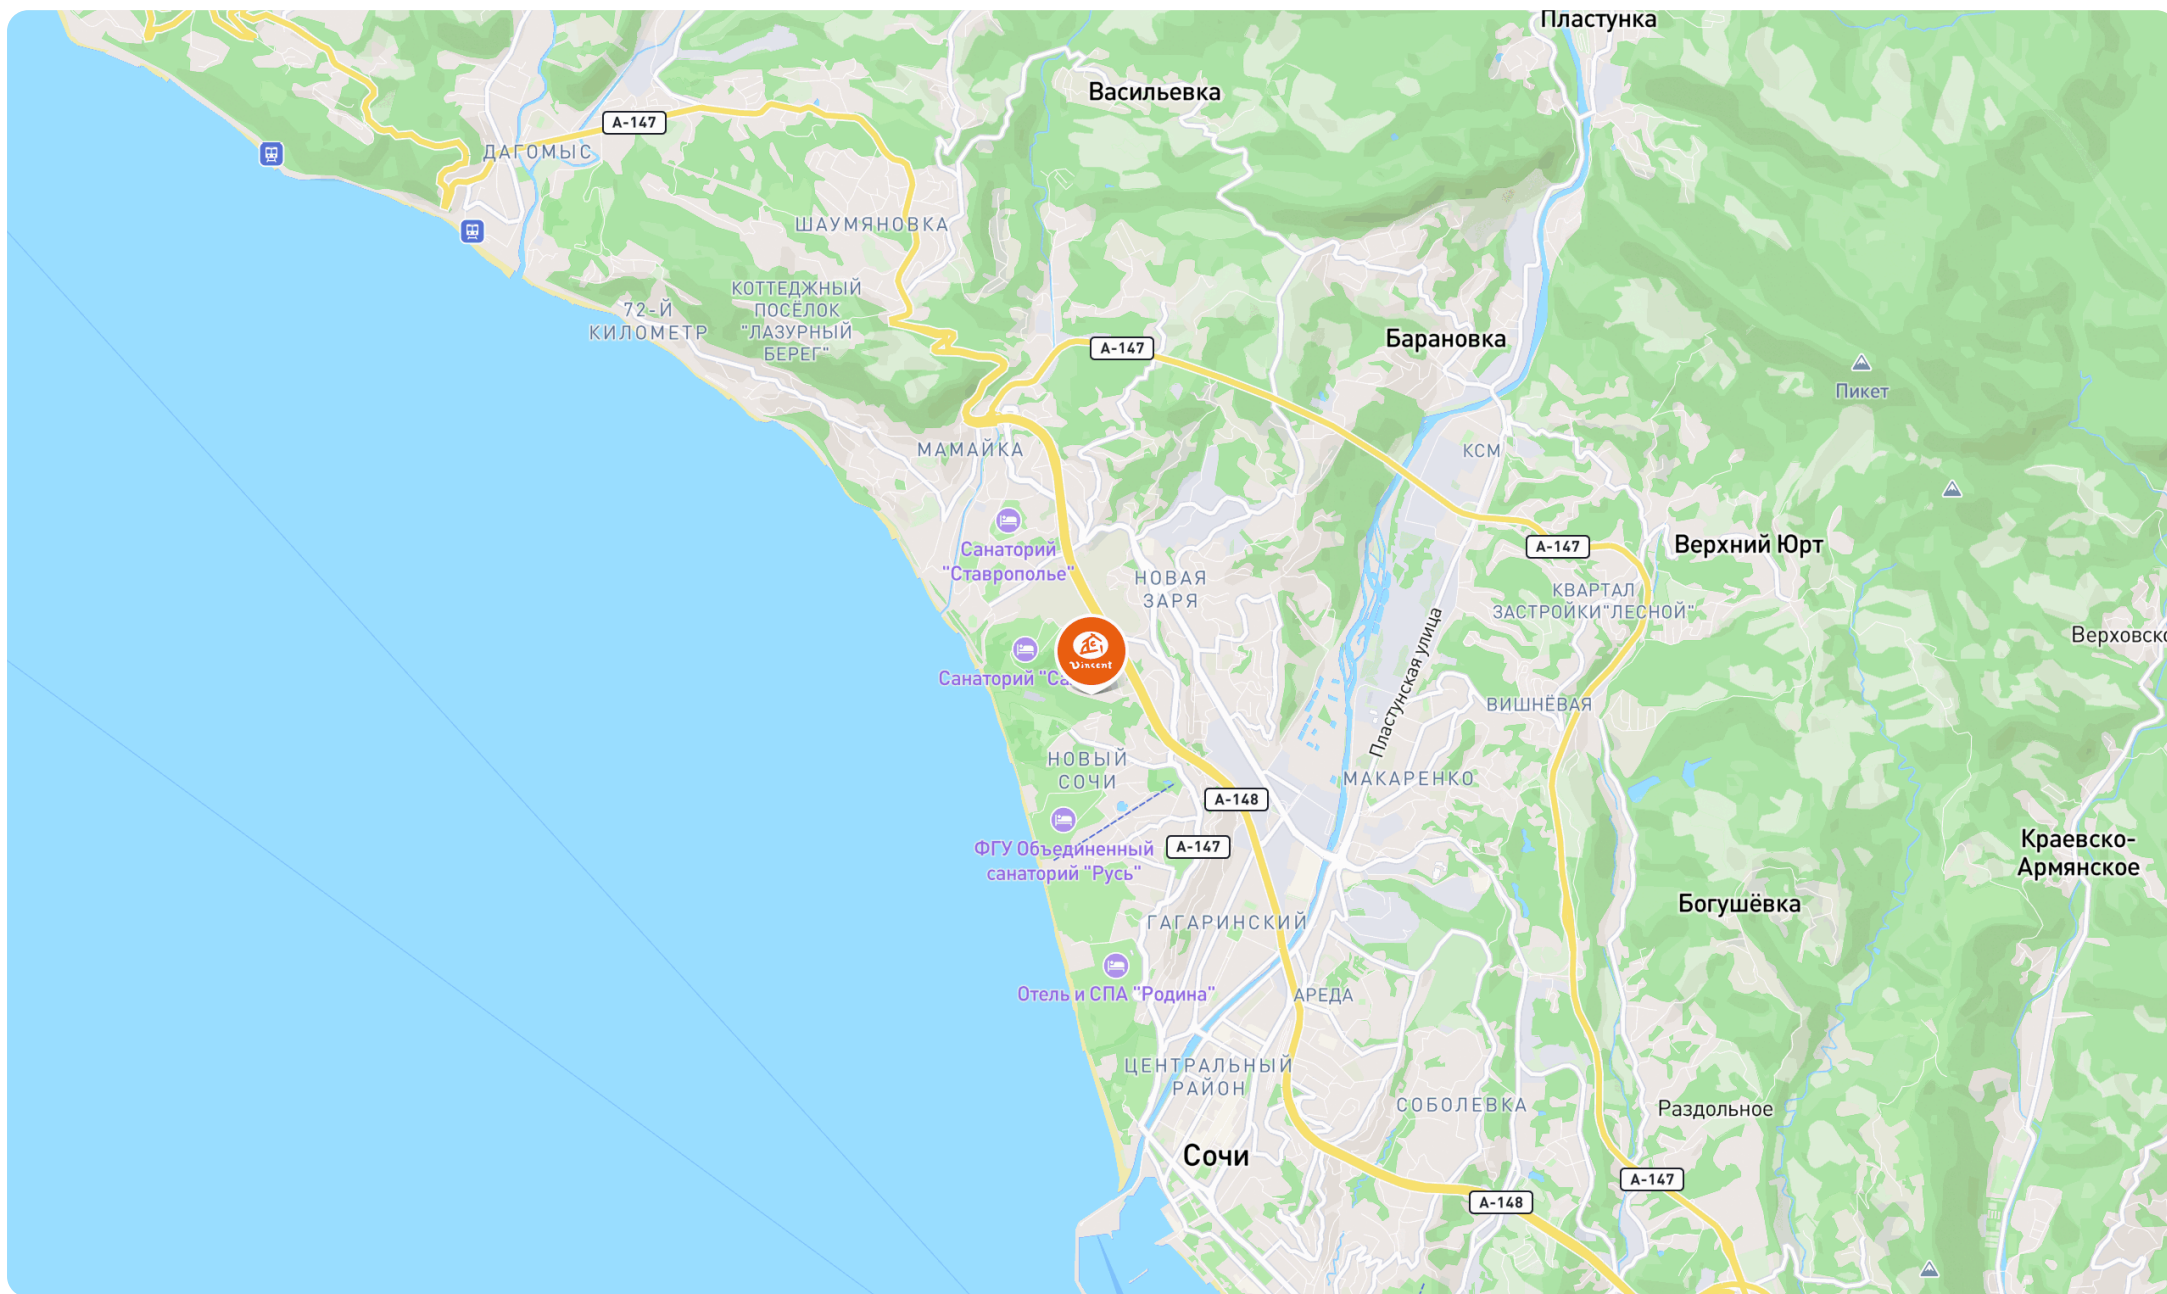 Пластунка
Васильевка
А-147
ДАГОМЫС
ШАУМЯНОВКА
КОТТЕДЖНЫЙ
ПОСЁЛОК
"ЛАЗУРНЫЙ
БЕРЕГ"
72-Й
КИЛОМЕТР
А-147
Барановка
Пикет
МАМАЙКА
КСМ
Санаторий
"Ставрополье"
НОВАЯ
ЗАРЯ
А-147
Верхний Юрт
КВАРТАЛ
ЗАСТРОЙКИ"ЛЕСНОЙ"
Vincent
Санаторий
Пластунская улица
ВИШНЁВАЯ
НОВЫЙ
СОЧИ
МАКАРЕНКО
А-148
А-147
ФГУ Объединенный
санаторий "Русь"
Краевско-
Армянское
Богушёвка
ГАГАРИНСКИЙ
Отель и СПА "Родина"
АРЕДА
ЦЕНТРАЛЬНЫЙ
РАЙОН
СОБОЛЕВКА
Раздольное
Сочи
А-147
А-148